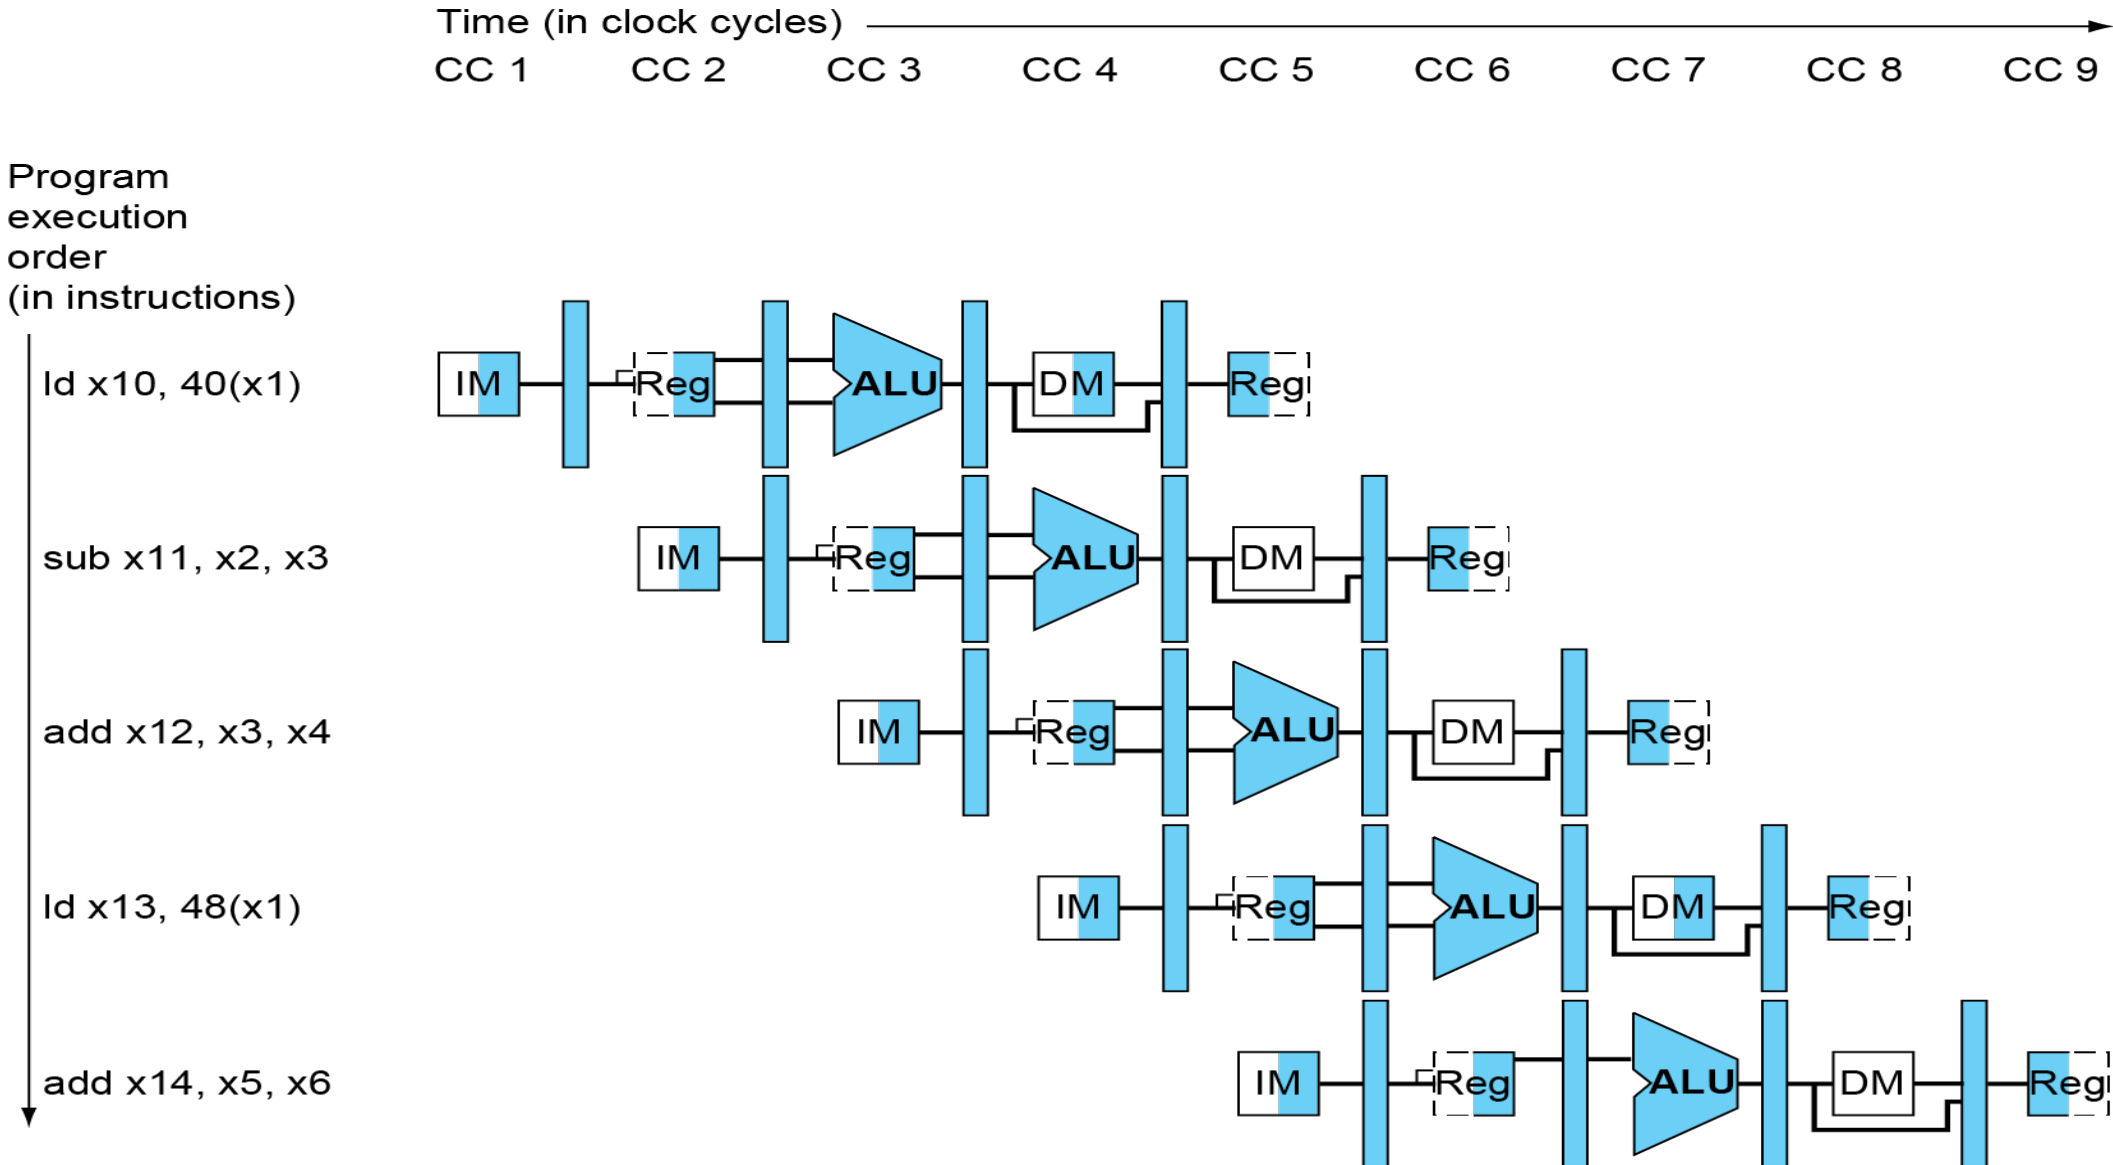 Time (in clock cycles)
CC 1 CC 2 CC 3 CC 4 CC 5 CC 6 CC 7 CC 8 CC 9
Program
execution
order
(in instructions)
ld x10, 40(x1) IM Reg ALU DM Reg
sub x11, x2, x3 IM Reg ALU DM Reg
add x12, x3, x4 IM Reg ALU DM Reg
ld x13, 48(x1) IM Reg ALU DM Reg
add x14, x5, x6 IM Reg ALU DM Reg